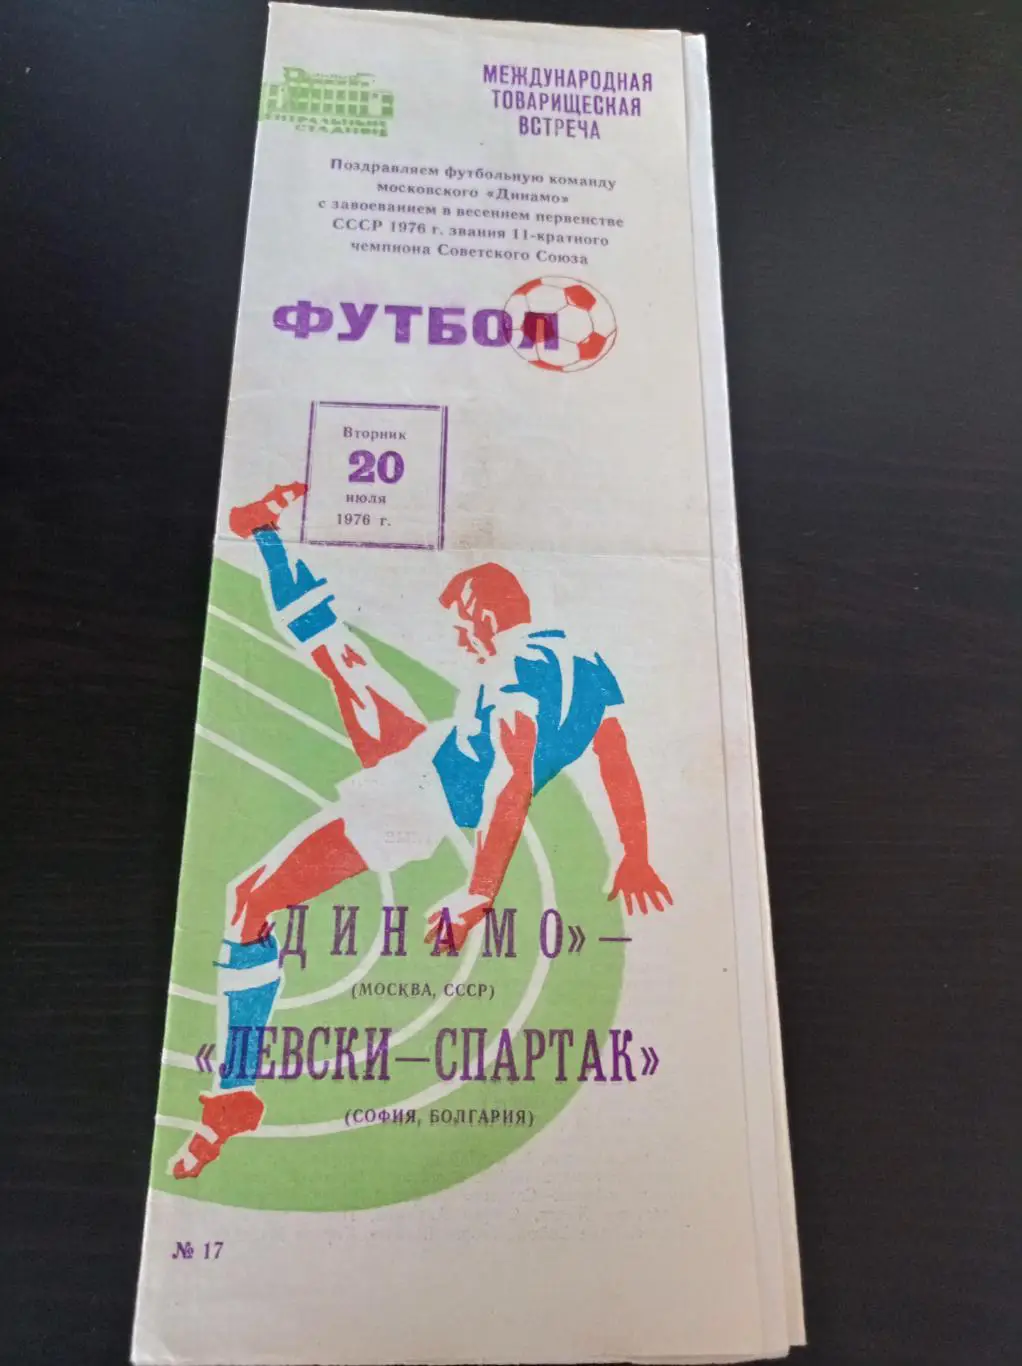 МЕЖДУНАРОДНАЯ
ТОВАРИЩЕСКАЯ
ВСТРЕЧА
СТАДИОН
Поздравляем футбольную команду
московского «Динамо»
с завоеванием в весеннем первенстве
СССР 1976 г. звания 11-кратного
чемпиона Советского Союза
ФУТБОЛ
Вторник
20
июля
1976 г.
«ДИНАМО»—
(МОСКВА, СССР)
«ЛЕВСКИ—СПАРТАК»
(СОФИЯ, БОЛГАРИЯ)
№ 17